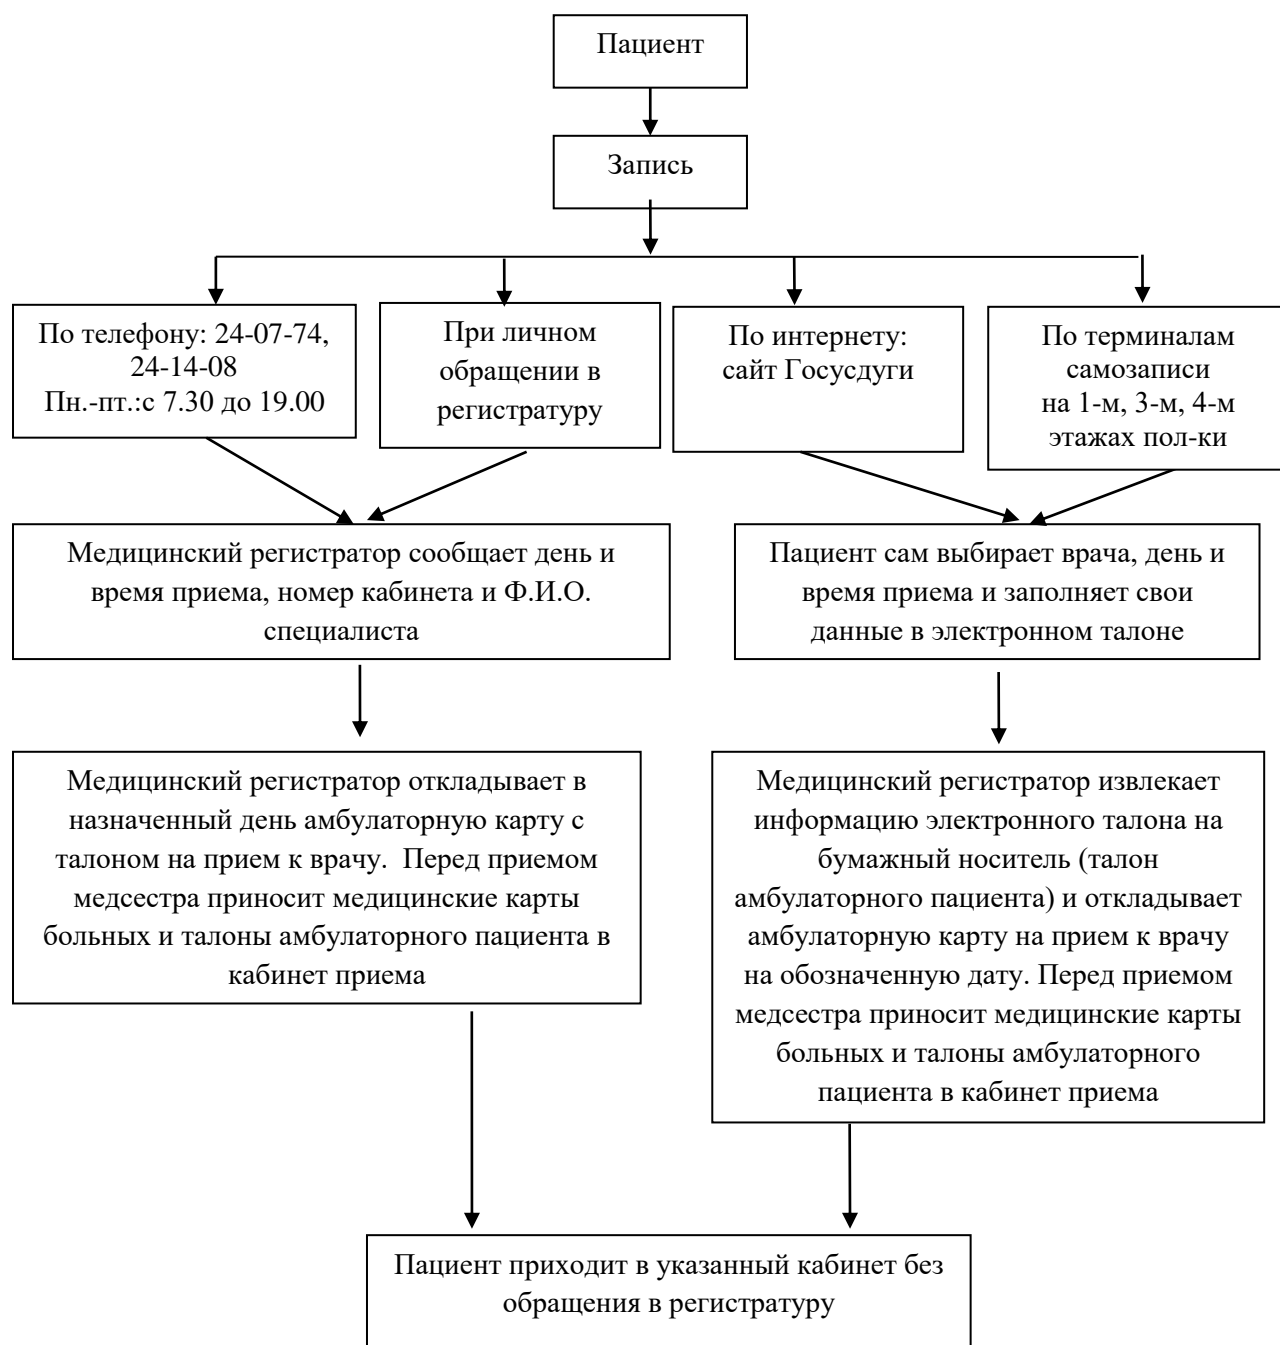 Пациент
Запись
По телефону: 24-07-74,
24-14-08
Пн.-пт.:с 7.30 до 19.00
При личном
обращении в
регистратуру
По интернету:
сайт Госусдуги
По терминалам
самозаписи
на 1-м, 3-м, 4-м
этажах пол-ки
Медицинский регистратор сообщает день и
время приема, номер кабинета и Ф.И.О.
специалиста
Пациент сам выбирает врача, день и
время приема и заполняет свои
данные в электронном талоне
Медицинский регистратор откладывает в
назначенный день амбулаторную карту с
талоном на прием к врачу. Перед приемом
медсестра приносит медицинские карты
больных и талоны амбулаторного пациента в
кабинет приема
Медицинский регистратор извлекает
информацию электронного талона на
бумажный носитель (талон
амбулаторного пациента) и откладывает
амбулаторную карту на прием к врачу
на обозначенную дату. Перед приемом
медсестра приносит медицинские карты
больных и талоны амбулаторного
пациента в кабинет приема
Пациент приходит в указанный кабинет без
обращения в регистратуру